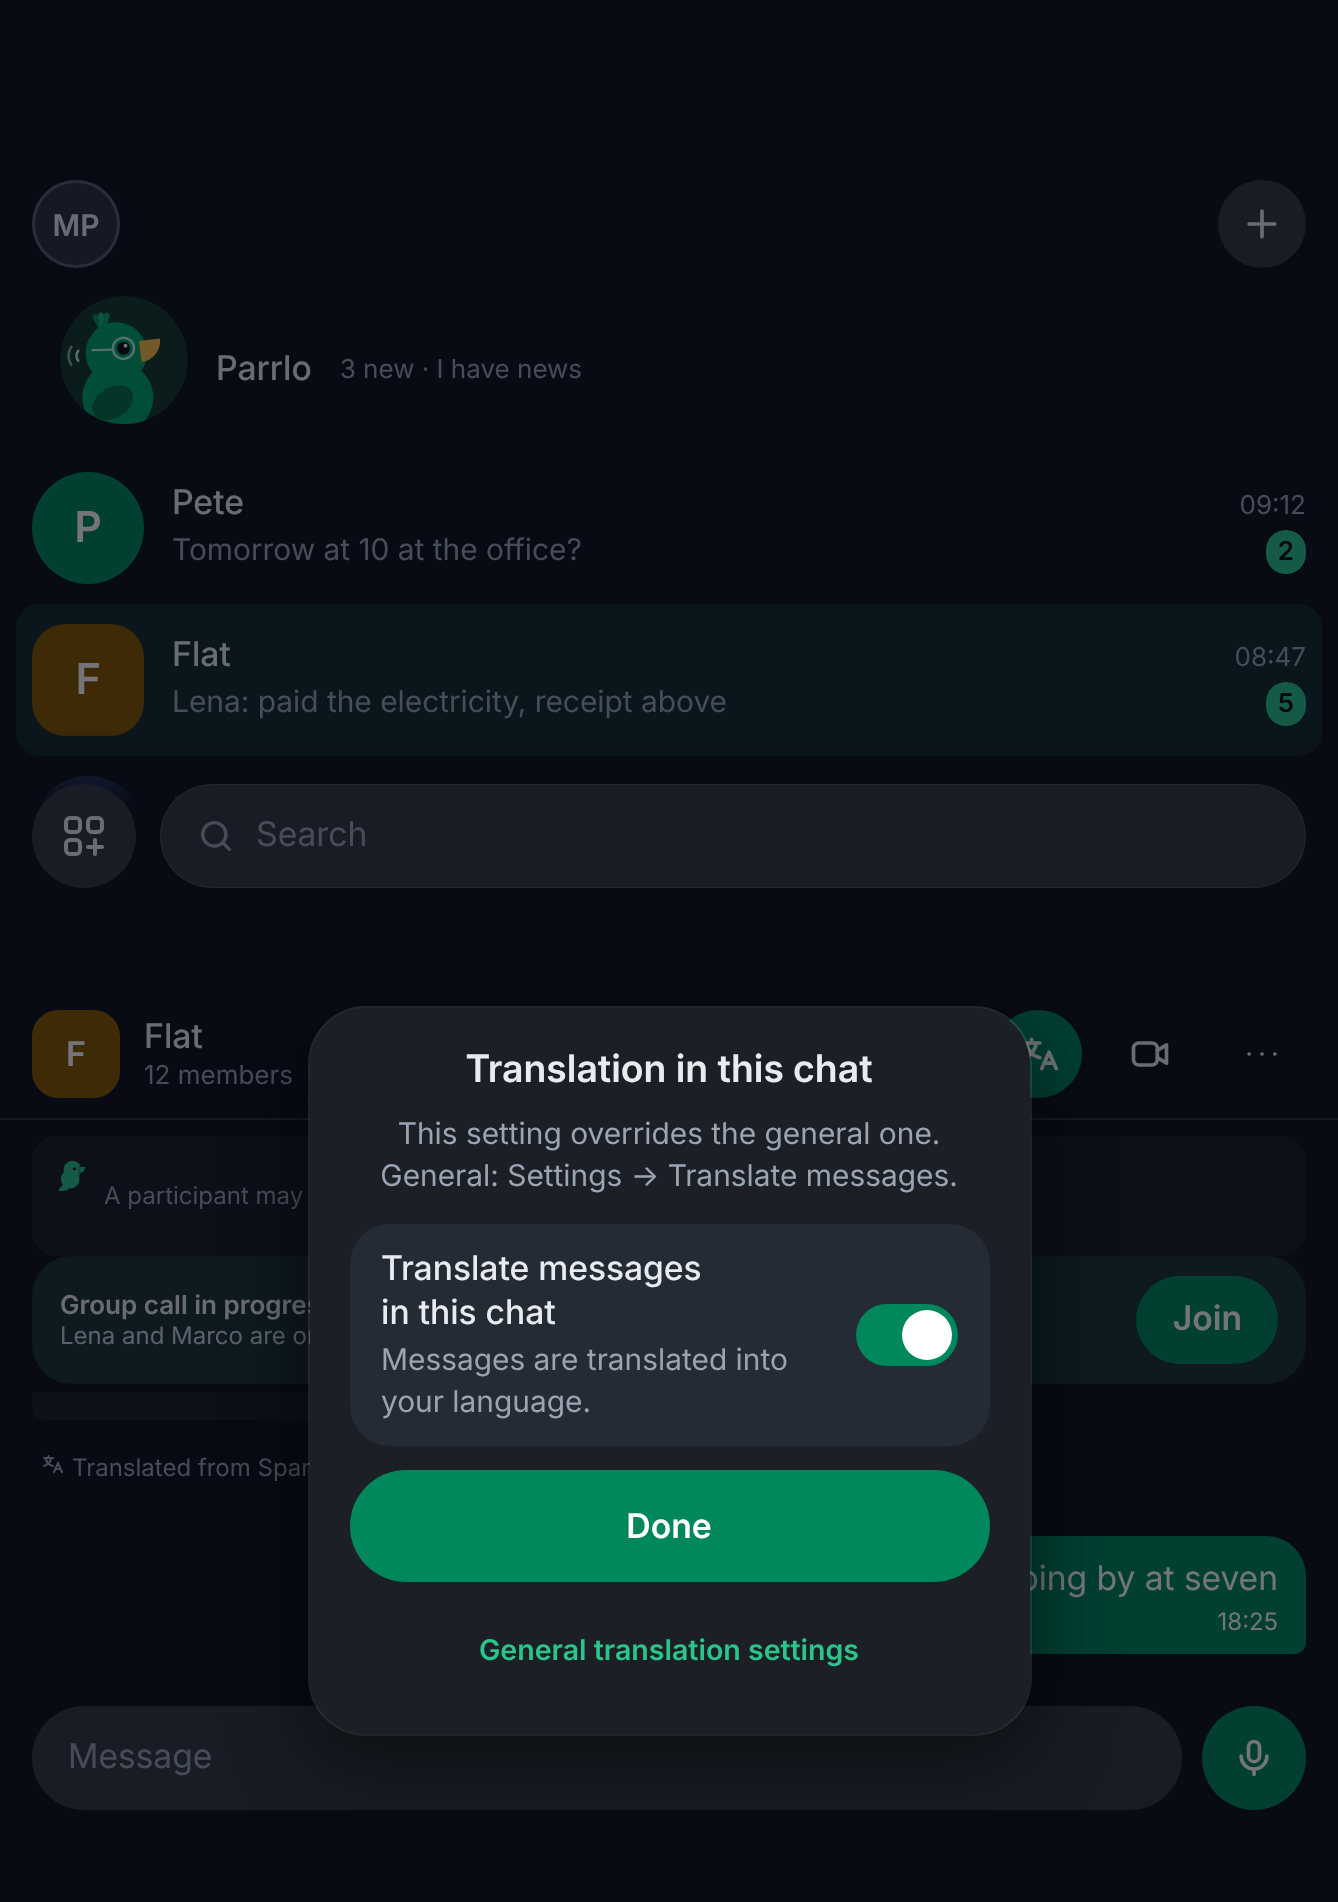 MP
Parrlo 3 new · I have news
Pete 09:12
P
Tomorrow at 10 at the office? 2
Flat 08:47
F
Lena: paid the electricity, receipt above 5
Search
F
Flat
12 members
Translation in this chat
This setting overrides the general one.
General: Settings → Translate messages.
A participant may
Group call in progres
Lena and Marco are
Join
Translate messages
in this chat
Messages are translated into
your language.
Translated from
Done
by at seven
18:25
General translation settings
Message